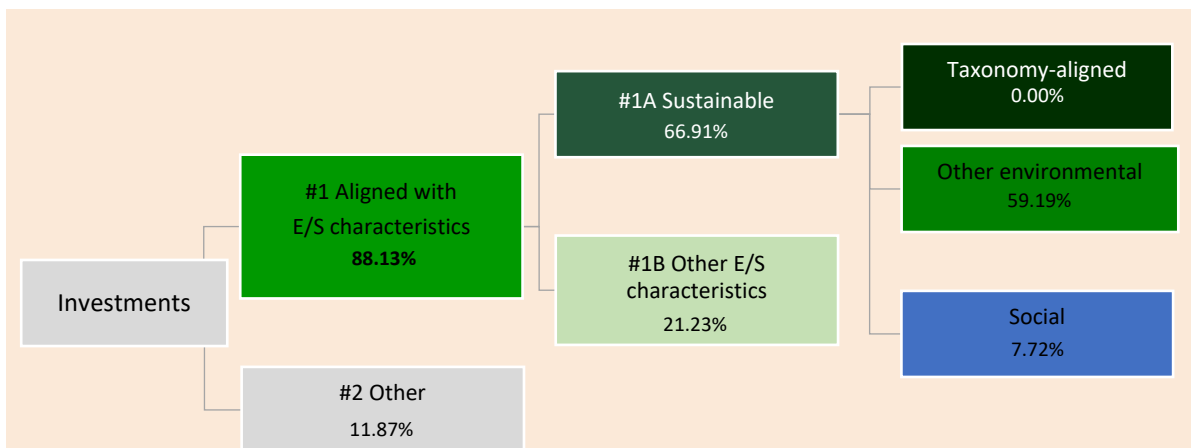 Investments
#1 Aligned with
E/S characteristics
88.13%
#2 Other
11.87%
#1A Sustainable
66.91%
#1B Other E/S
characteristics
21.23%
Taxonomy-aligned
0.00%
Other environmental
59.19%
Social
7.72%